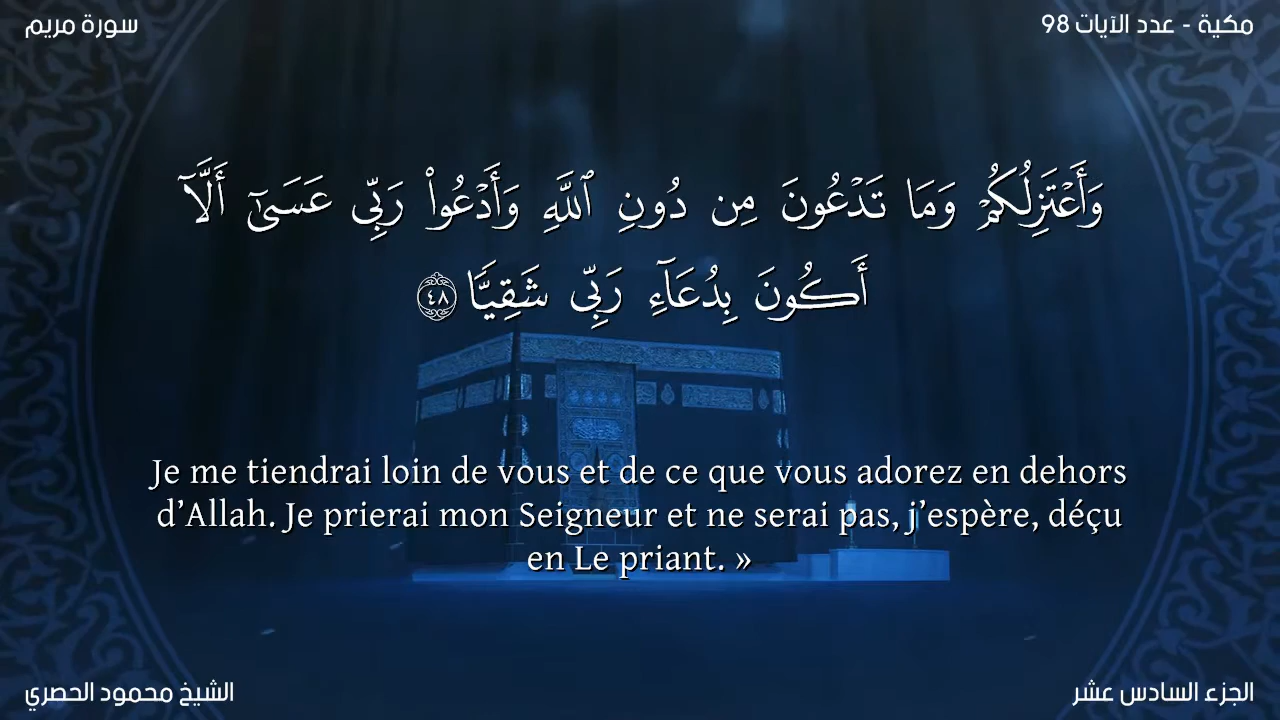 سورة مريم
مكية - عدد الآيات 98
وَأَعْتَزِلُكُمْ وَمَا تَدْعُونَ مِن دُونِ ٱللَّهِ وَأَدْعُوا۟ رَبِّى عَسَىٰٓ أَلَّآ
أَكُونَ بِدُعَآءِ رَبِّى شَقِيًّا ٤٨
Je me tiendrai loin de vous et de ce que vous adorez en dehors
d’Allah. Je prierai mon Seigneur et ne serai pas, j’espère, déçu
en Le priant. »
الشيخ محمود الحصري
الجزء السادس عشر